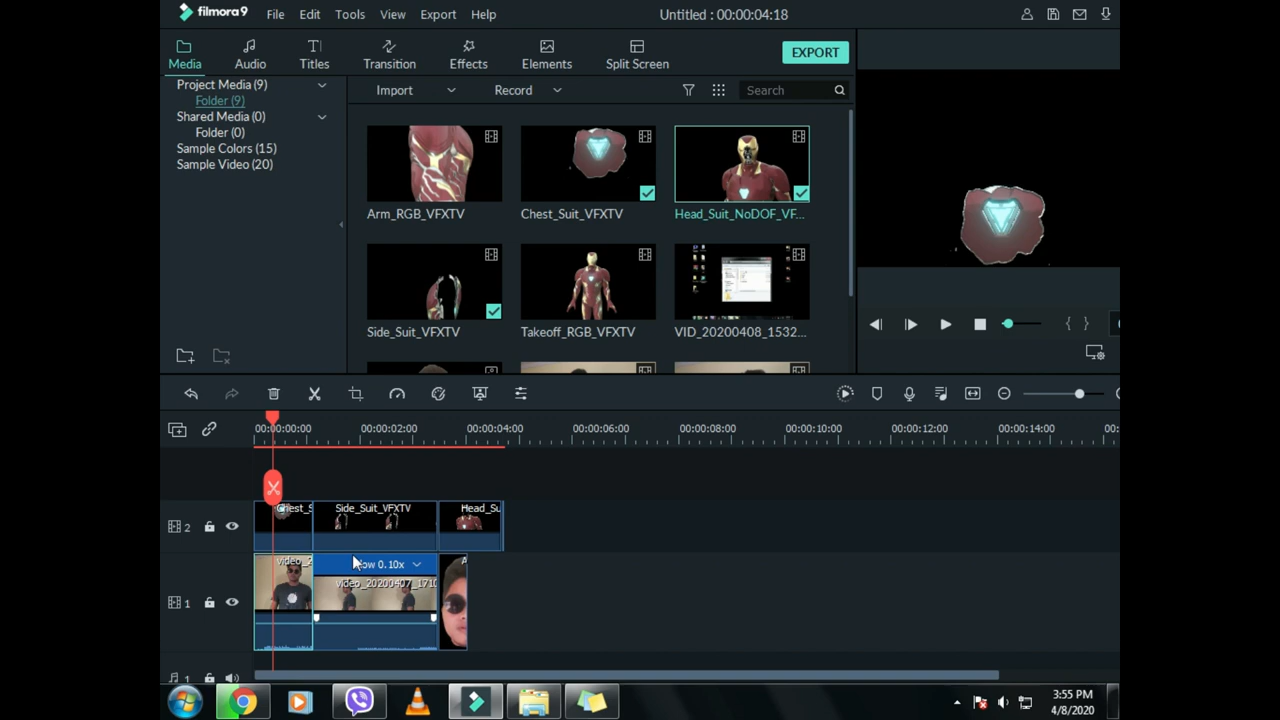 filmora9 File Edit Tools View Export Help Untitled : 00:00:04:18
Media Audio Titles Transition Effects Elements Split Screen EXPORT
Project Media (9)
Folder (9)
Shared Media (0)
Folder (0)
Sample Colors (15)
Sample Video (20)
Import Record Search
Arm_RGB_VFXTV Chest_Suit_VFXTV Head_Suit_NoDOF_VF...
Side_Suit_VFXTV Takeoff_RGB_VFXTV VID_20200408_1532...
00:00:00:00 00:00:02:00 00:00:04:00 00:00:06:00 00:00:08:00 00:00:10:00 00:00:12:00 00:00:14:00
2 Chest_S Side_Suit_VFXTV Head_Su
video_2 ow 0.10x A
video_20200407_1710
1
1
3:55 PM
4/8/2020